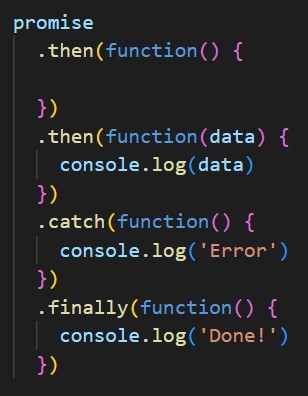 promise
  .then(function() {

  })
  .then(function(data) {
    console.log(data)
  })
  .catch(function() {
    console.log('Error')
  })
  .finally(function() {
    console.log('Done!')
  })